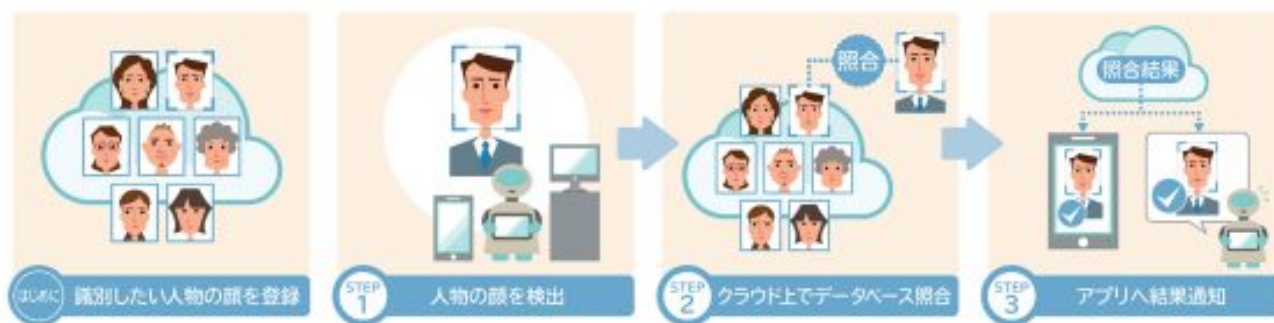 照合
照合結果
はじめに
識別したい人物の顔を登録
STEP
1
人物の顔を検出
STEP
2
クラウド上でデータベース照合
STEP
3
アプリへ結果通知